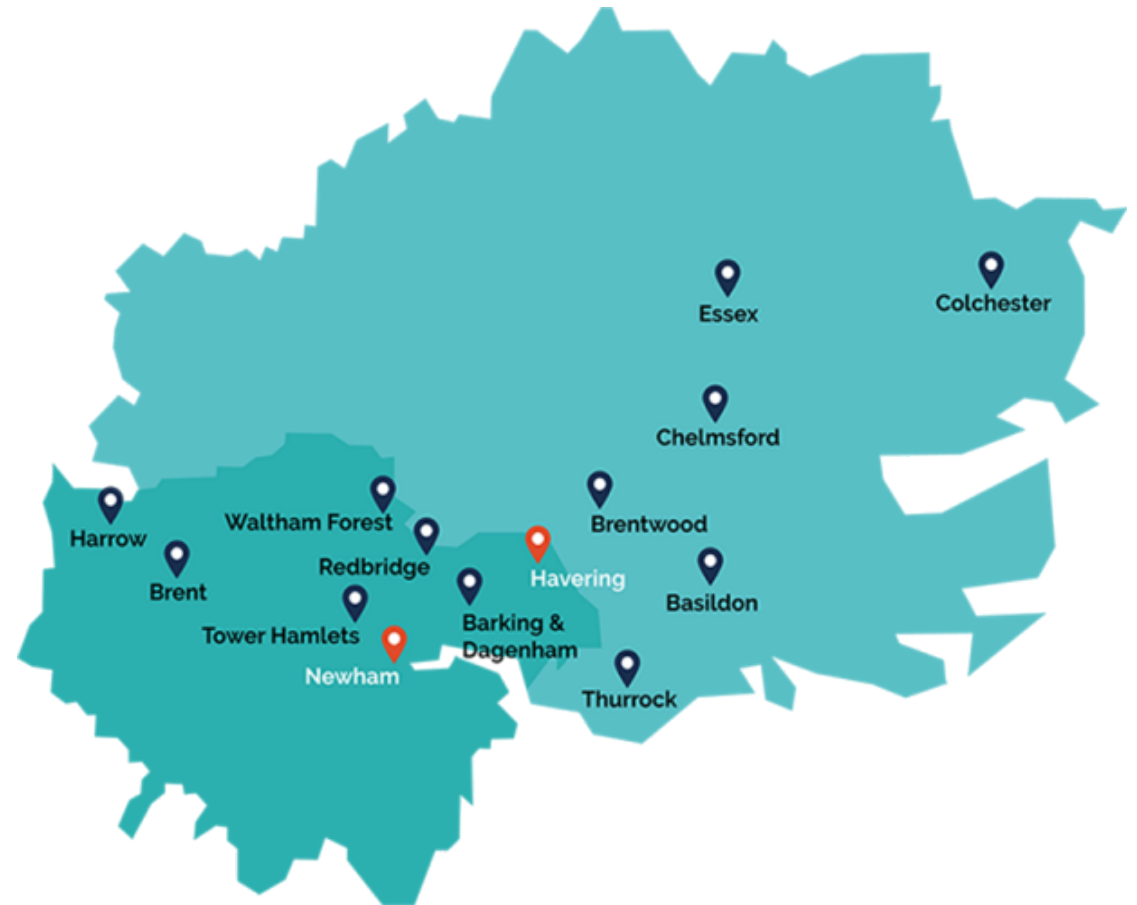 Colchester
Essex
Chelmsford
Waltham Forest
Brentwood
Harrow
Redbridge
Havering
Brent
Basildon
Tower Hamlets
Barking &
Dagenham
Newham
Thurrock